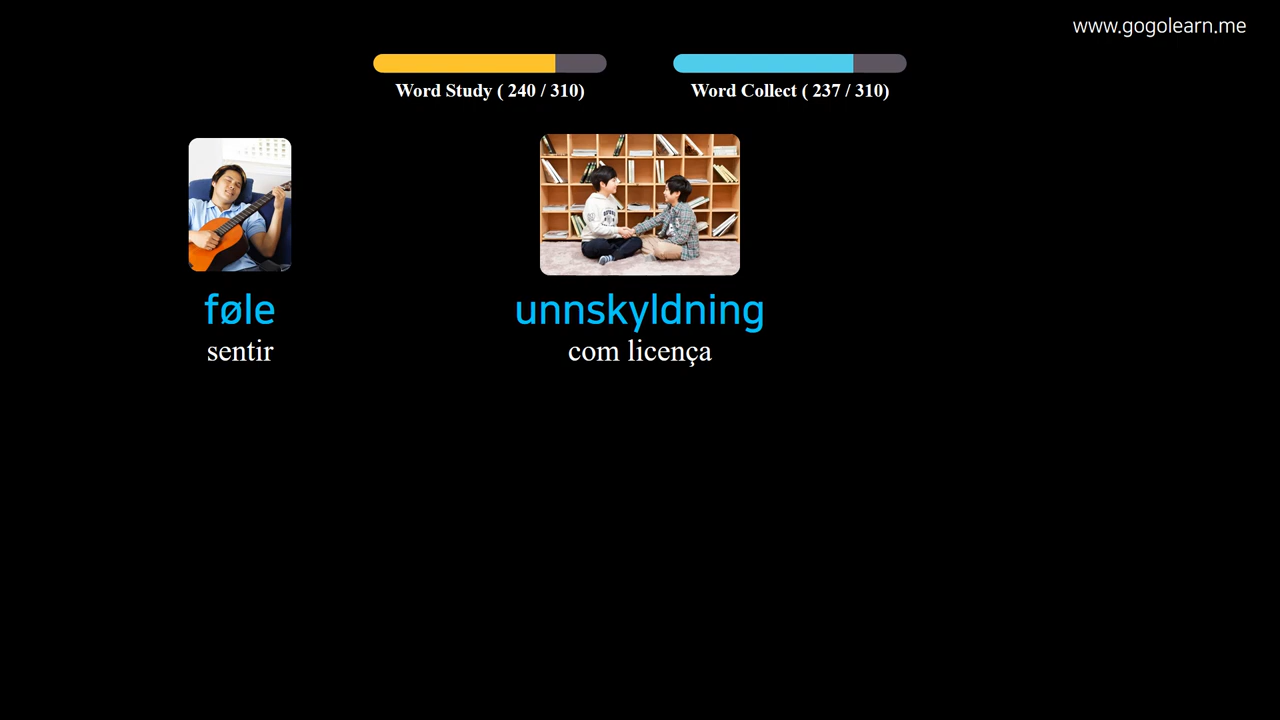 www.gogolearn.me
Word Study ( 240 / 310)
Word Collect ( 237 / 310)
føle
sentir
unnskyldning
com licença